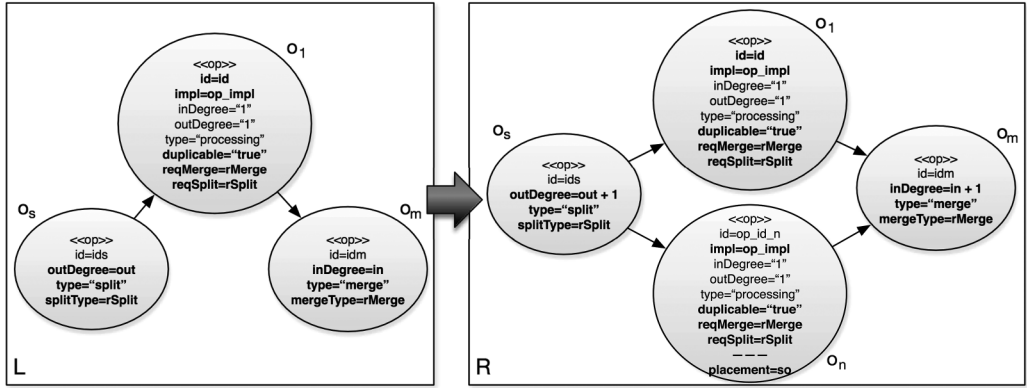 o1
<<op>>
id=id
impl=op_impl
inDegree="1"
outDegree="1"
type="processing"
duplicable="true"
reqMerge=rMerge
reqSplit=rSplit
os
<<op>>
id=ids
outDegree=out
type="split"
splitType=rSplit
om
<<op>>
id=idm
inDegree=in
type="merge"
mergeType=rMerge
L
o1
<<op>>
id=id
impl=op_impl
inDegree="1"
outDegree="1"
type="processing"
duplicable="true"
reqMerge=rMerge
reqSplit=rSplit
os
<<op>>
id=ids
outDegree=out + 1
type="split"
splitType=rSplit
om
<<op>>
id=idm
inDegree=in + 1
type="merge"
mergeType=rMerge
<<op>>
id=op_id_n
impl=op_impl
inDegree="1"
outDegree="1"
type="processing"
duplicable="true"
reqMerge=rMerge
reqSplit=rSplit
– – –
placement=so
on
R